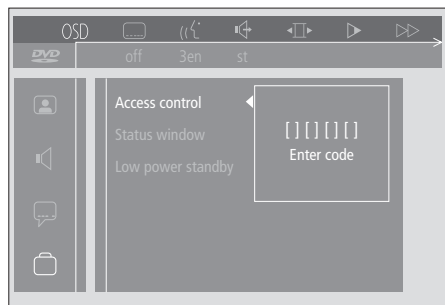 OSD
DVD off 3en st
Access control
Status window
Low power standby
[ ] [ ] [ ] [ ]
Enter code